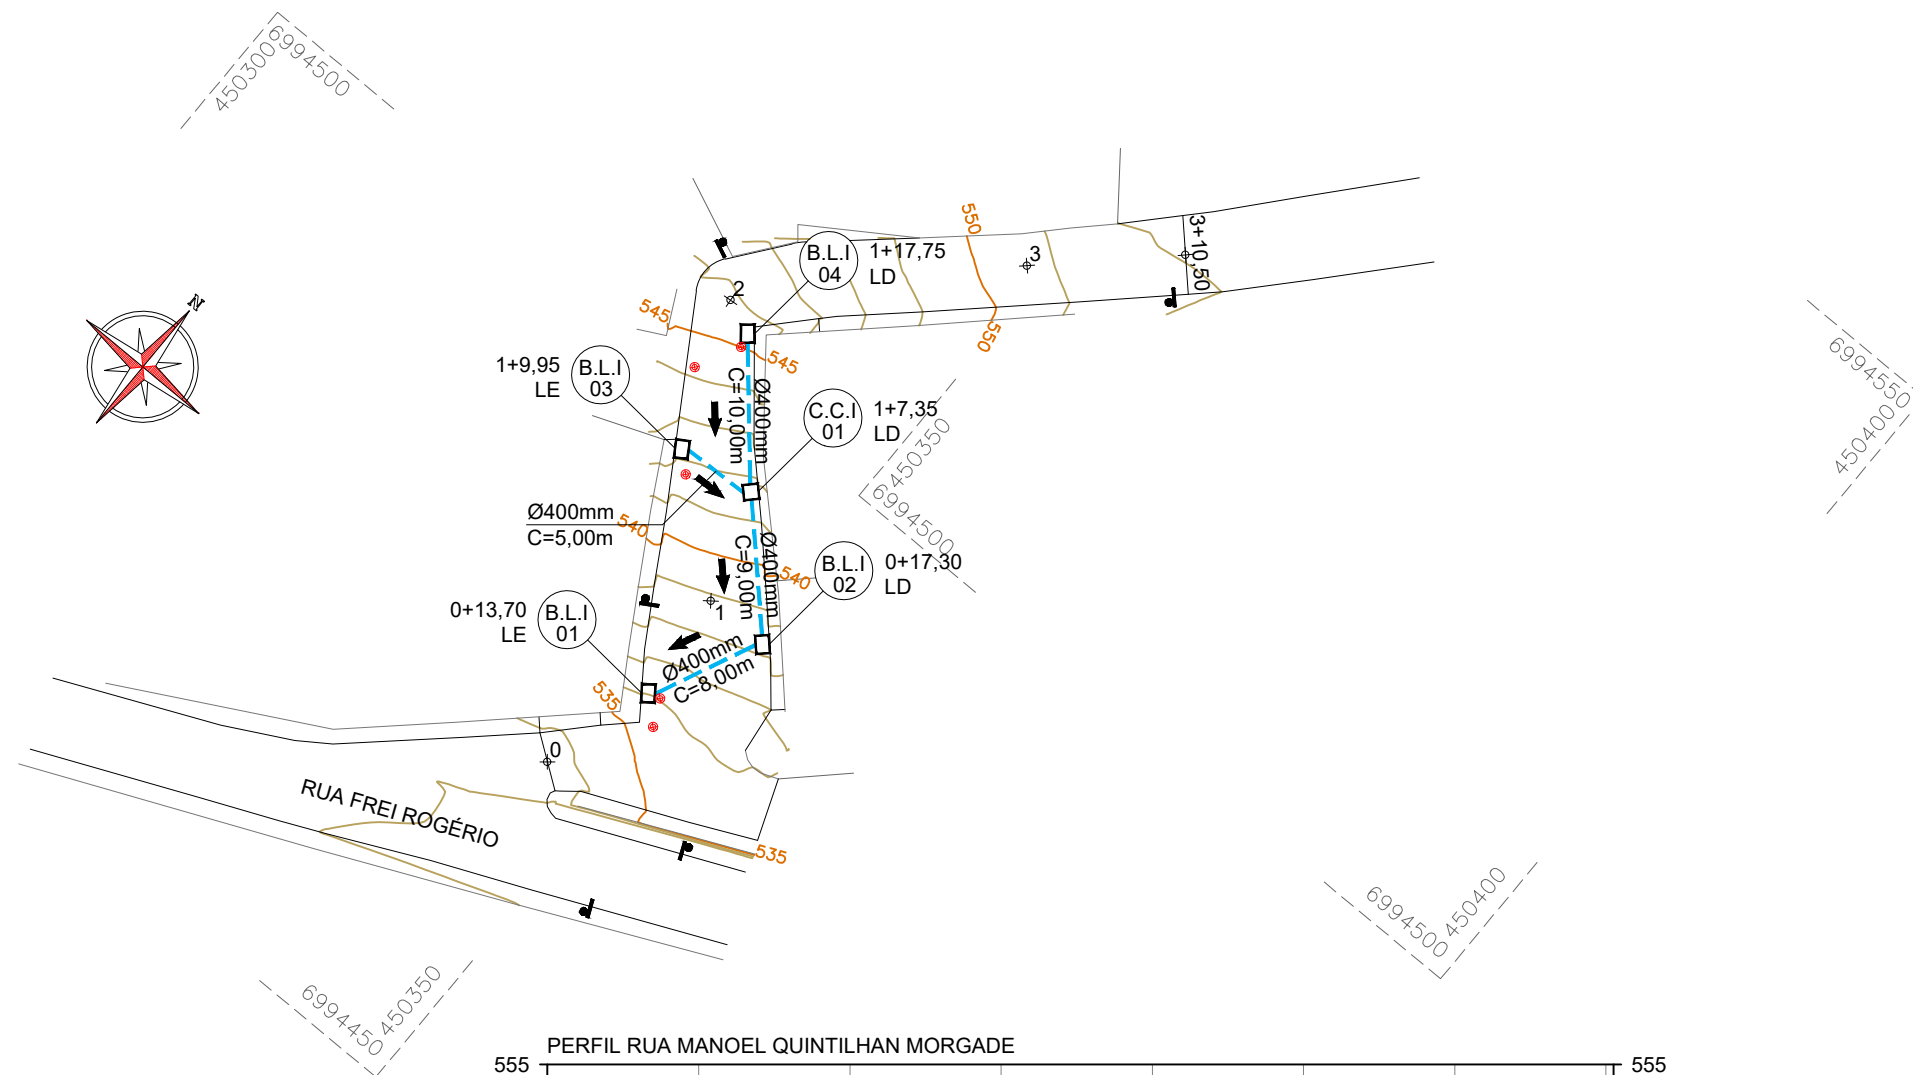 6994500
450300
N
550
3+10,50
3
B.L.I
04
1+17,75
LD
2
545
550
545
6994550
450400
1+9,95
LE
B.L.I
03
Ø400mm
C=10,00m
C.C.I
01
1+7,35
LD
450350
6994500
Ø400mm
C=5,00m
540
Ø400mm
C=9,00m
540
B.L.I
02
0+17,30
LD
0+13,70
LE
B.L.I
01
1
Ø400mm
C=8,00m
535
0
RUA FREI ROGÉRIO
535
6994500
450400
6994450
450350
PERFIL RUA MANOEL QUINTILHAN MORGADE
555
555